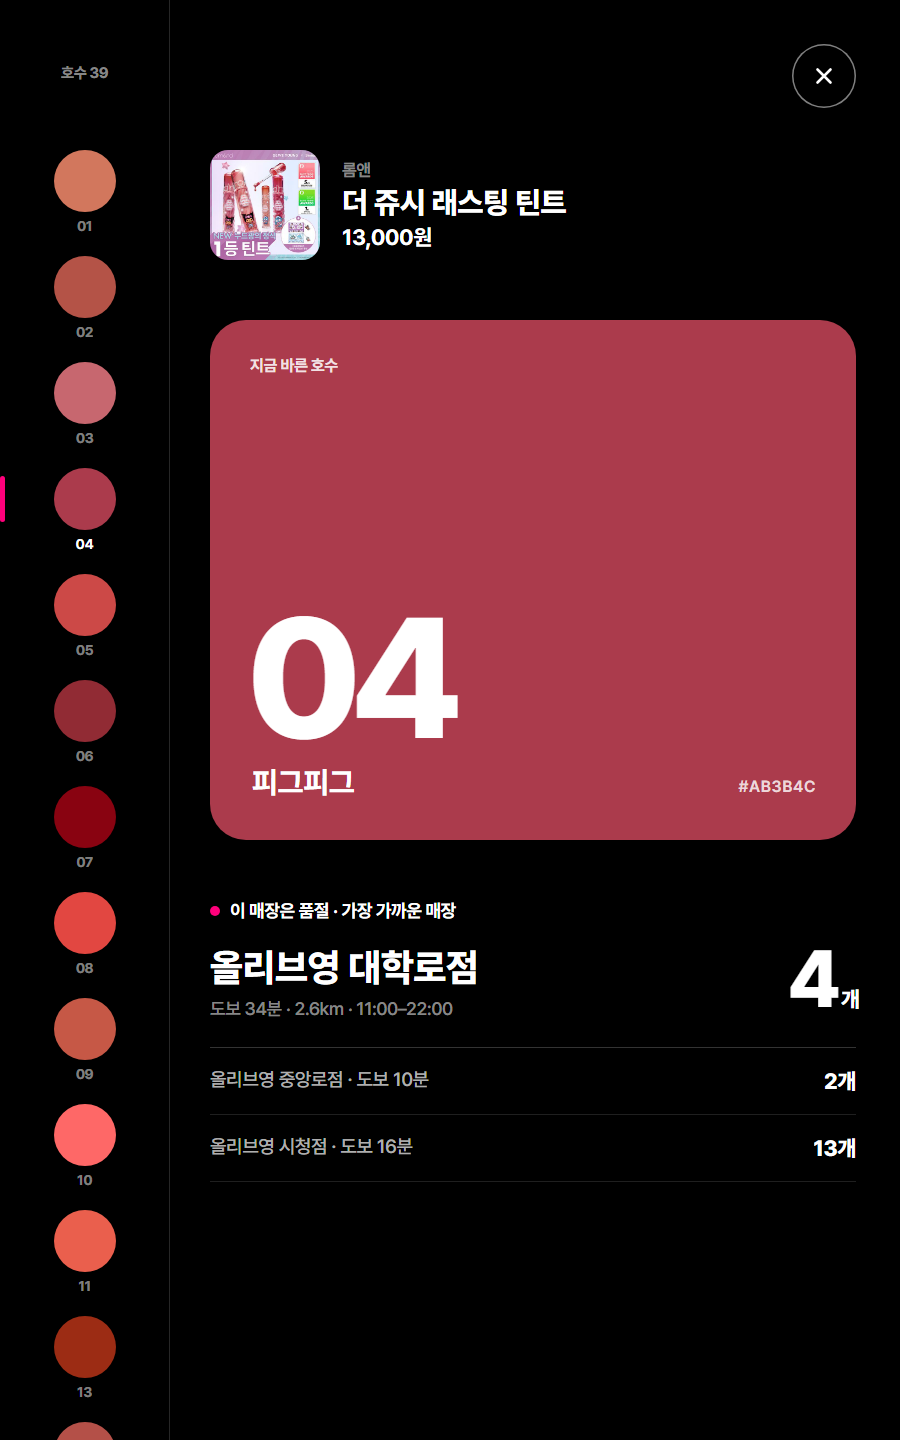 호수 39
01
02
03
04
05
06
07
08
09
10
11
13
1등 틴트
롬앤
더 쥬시 래스팅 틴트
13,000원
지금 바른 호수
04
피그피그
#AB3B4C
이 매장은 품절 · 가장 가까운 매장
올리브영 대학로점
4개
도보 34분 · 2.6km · 11:00–22:00
올리브영 중앙로점 · 도보 10분
2개
올리브영 시청점 · 도보 16분
13개